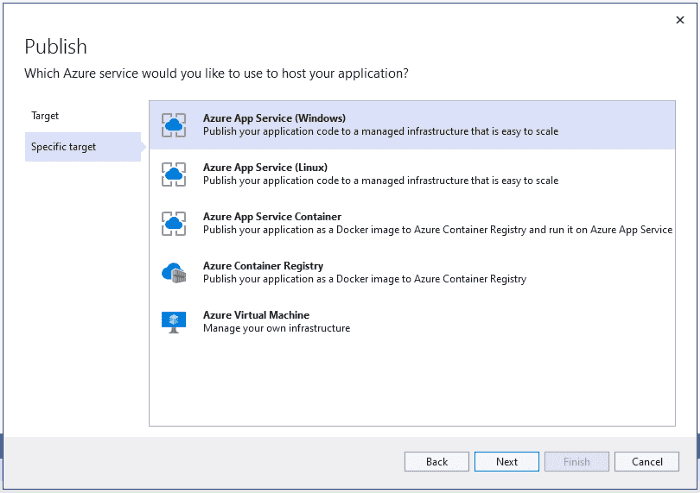 Publish
Which Azure service would you like to use to host your application?
Target
Specific target
Azure App Service (Windows)
Publish your application code to a managed infrastructure that is easy to scale
Azure App Service (Linux)
Publish your application code to a managed infrastructure that is easy to scale
Azure App Service Container
Publish your application as a Docker image to Azure Container Registry and run it on Azure App Service
Azure Container Registry
Publish your application as a Docker image to Azure Container Registry
Azure Virtual Machine
Manage your own infrastructure
Back
Next
Finish
Cancel